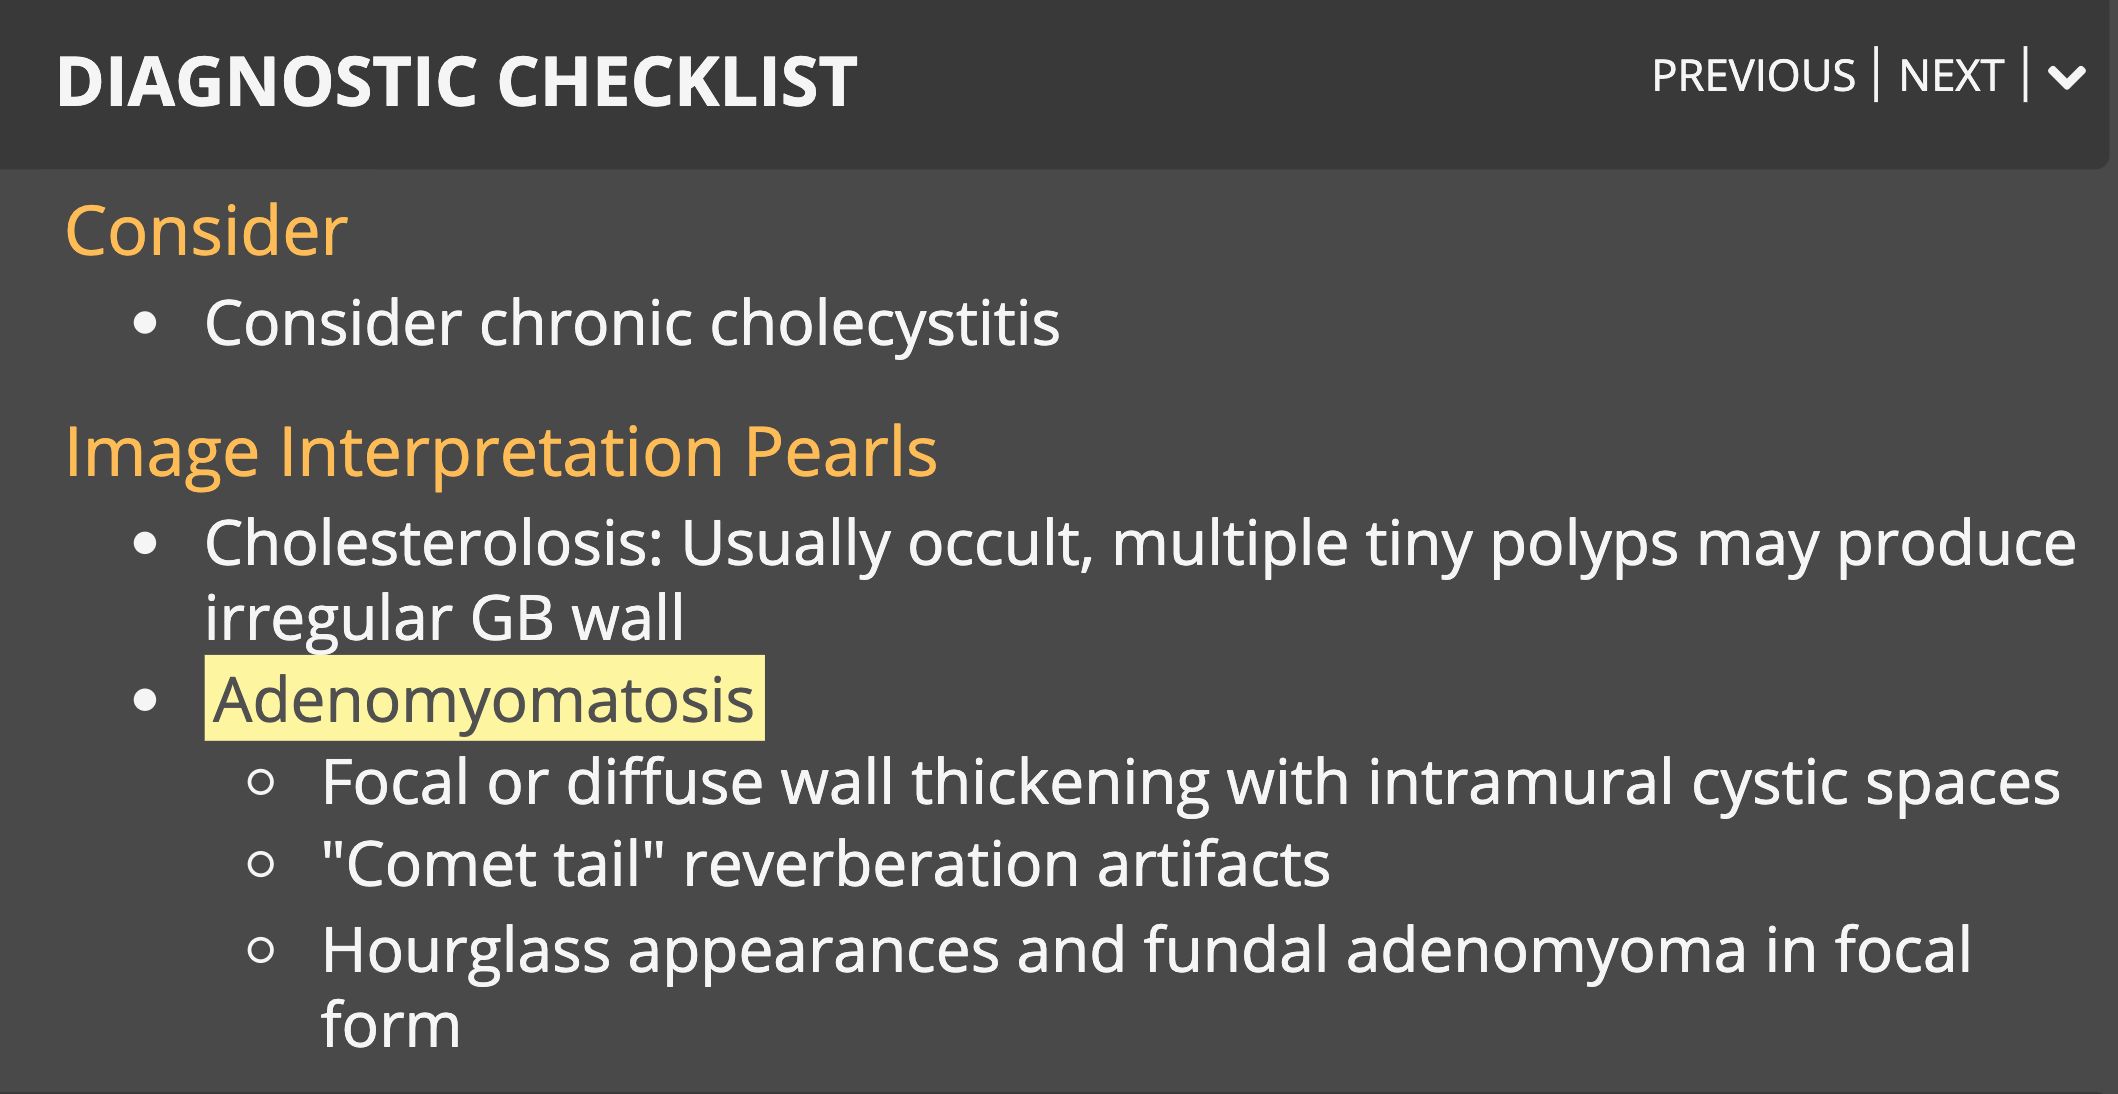 DIAGNOSTIC CHECKLIST
PREVIOUS | NEXT |
Consider
• Consider chronic cholecystitis
Image Interpretation Pearls
• Cholesterolosis: Usually occult, multiple tiny polyps may produce
irregular GB wall
• Adenomyomatosis
○ Focal or diffuse wall thickening with intramural cystic spaces
○ "Comet tail" reverberation artifacts
○ Hourglass appearances and fundal adenomyoma in focal
form